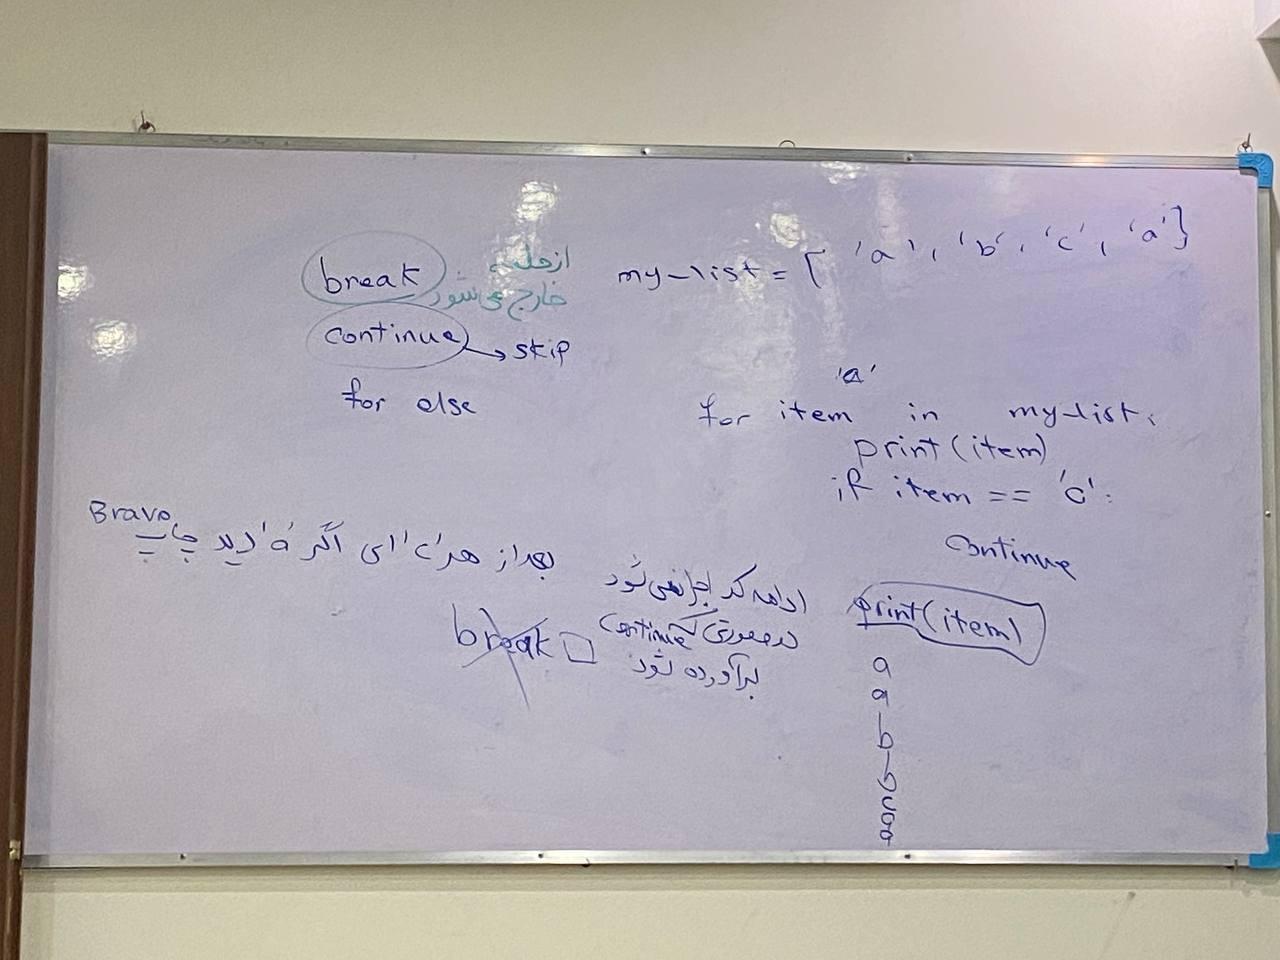 break از حلقه
خارج می‌شود
continue → skip
for else
my_list = [ 'a', 'b', 'c', 'a']
'a'
for item in my_list:
print(item)
if item == 'c':
continue
print(item)
a
a
b
b
c
a
a
ادامه کد اجرا نمی‌شود
در صورتی که continue
برآورده شود
break
بعد از هر 'c' ای اگر 'a' دید چاپ
Bravo